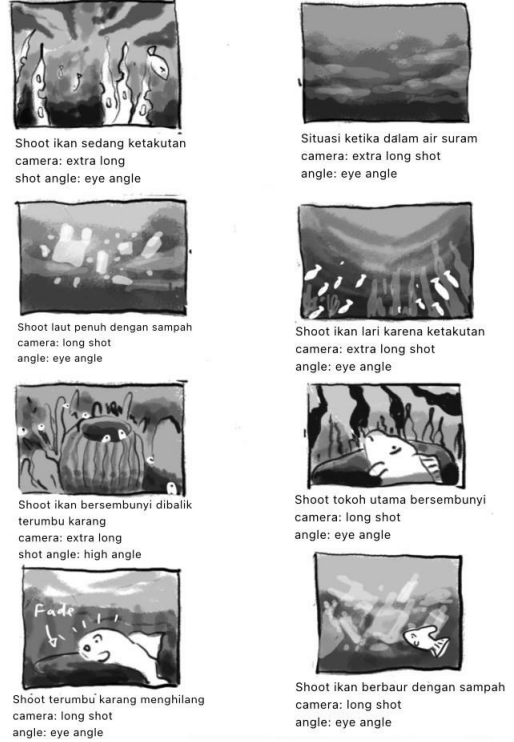 Shoot ikan sedang ketakutan
camera: extra long
shot angle: eye angle
Situasi ketika dalam air suram
camera: extra long shot
angle: eye angle
Shoot laut penuh dengan sampah
camera: long shot
angle: eye angle
Shoot ikan lari karena ketakutan
camera: extra long shot
angle: eye angle
Shoot ikan bersembunyi dibalik
terumbu karang
camera: extra long
shot angle: high angle
Shoot tokoh utama bersembunyi
camera: long shot
angle: eye angle
Fade
Shoot terumbu karang menghilang
camera: long shot
angle: eye angle
Shoot ikan berbaur dengan sampah
camera: long shot
angle: eye angle